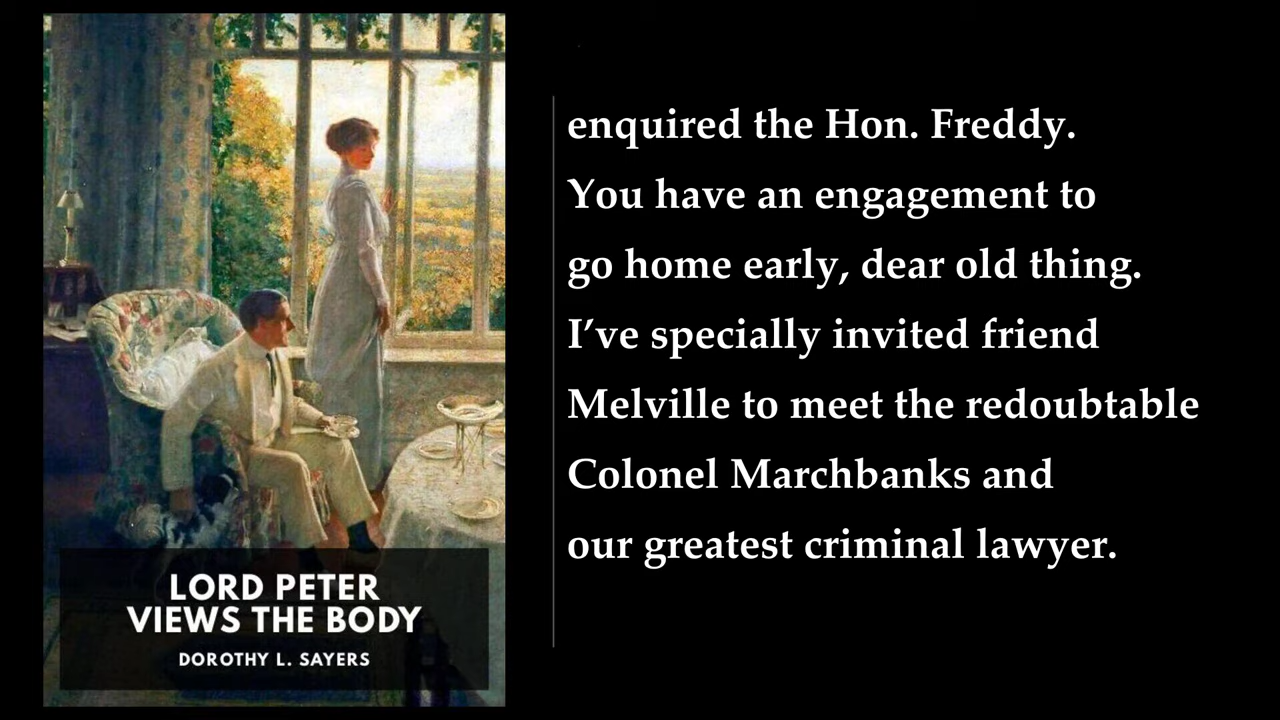 LORD PETER
VIEWS THE BODY
DOROTHY L. SAYERS
enquired the Hon. Freddy.
You have an engagement to
go home early, dear old thing.
I’ve specially invited friend
Melville to meet the redoubtable
Colonel Marchbanks and
our greatest criminal lawyer.